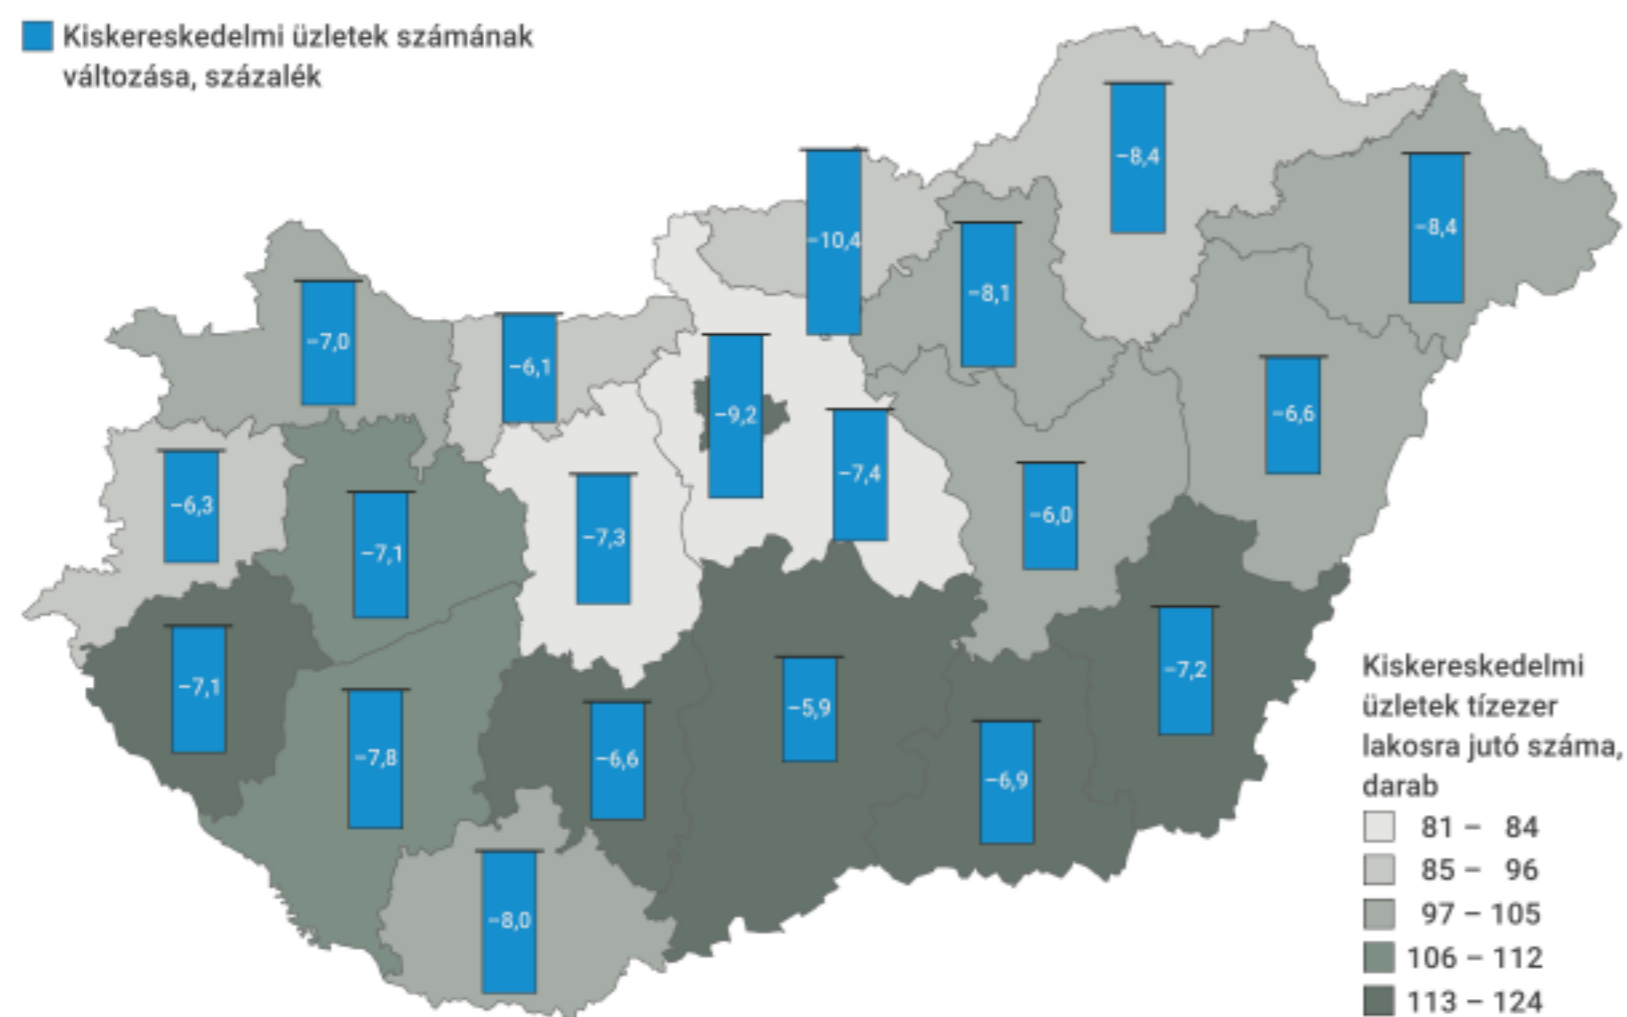 Kiskereskedelmi üzletek számának
változása, százalék
−8,4
−8,4
−10,4
−8,1
−7,0
−6,1
−9,2
−6,6
−7,4
−6,3
−7,3
−6,0
−7,1
−7,1
−7,2
−5,9
−7,8
−6,6
−6,9
−8,0
Kiskereskedelmi
üzletek tízezer
lakosra jutó száma,
darab
81 – 84
85 – 96
97 – 105
106 – 112
113 – 124